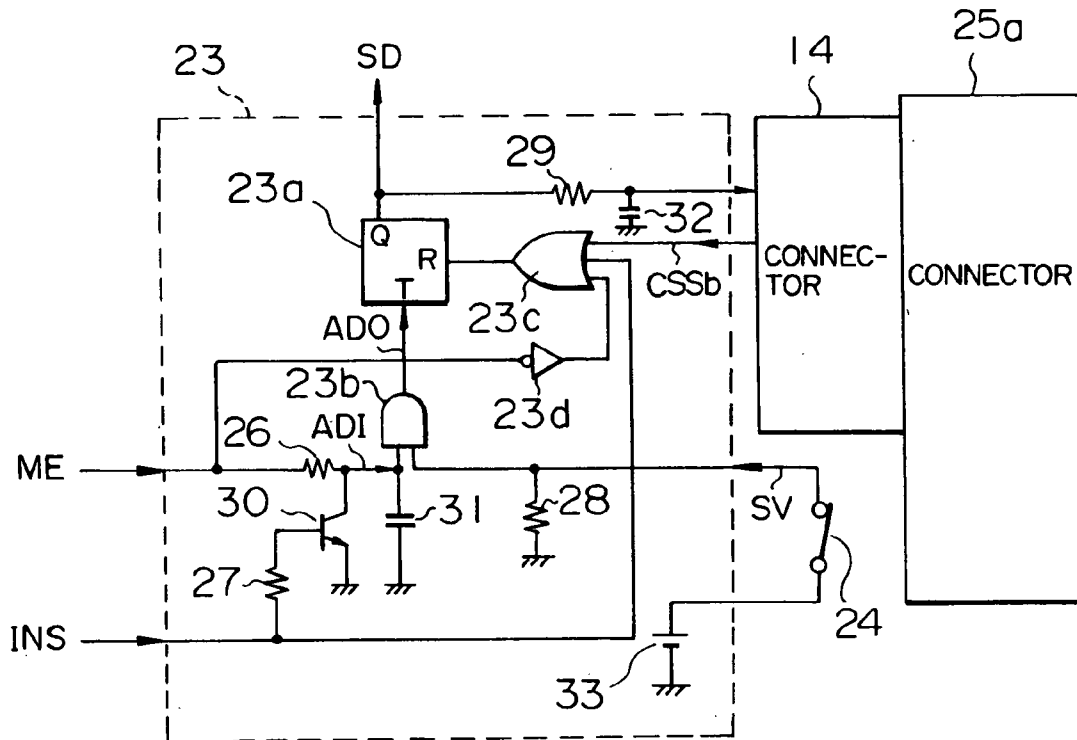 SD
23
14
25a
29
23a
32
Q
R
T
CSSb
CONNEC-
TOR
CONNECTOR
23c
ADO
23b
23d
26
ADI
ME
30
31
28
SV
27
24
INS
33